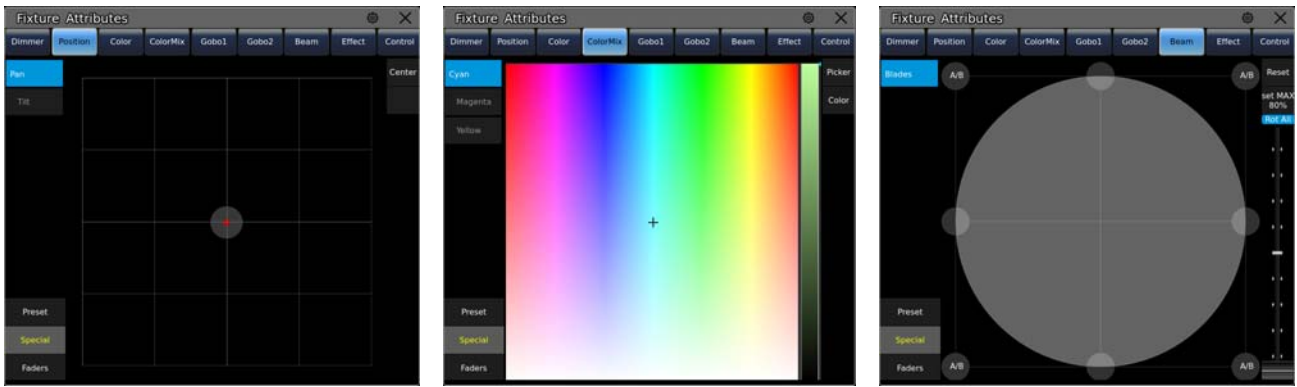 Fixture Attributes
Dimmer Position Color ColorMix Gobo1 Gobo2 Beam Effect Control
Pan
Tilt
Center
Preset
Special
Faders
Fixture Attributes
Dimmer Position Color ColorMix Gobo1 Gobo2 Beam Effect Control
Cyan
Magenta
Yellow
Picker
Color
Preset
Special
Faders
Fixture Attributes
Dimmer Position Color ColorMix Gobo1 Gobo2 Beam Effect Control
Blades
A/B A/B
Reset
set MAX
80%
Rot All
Preset
Special
Faders
A/B A/B